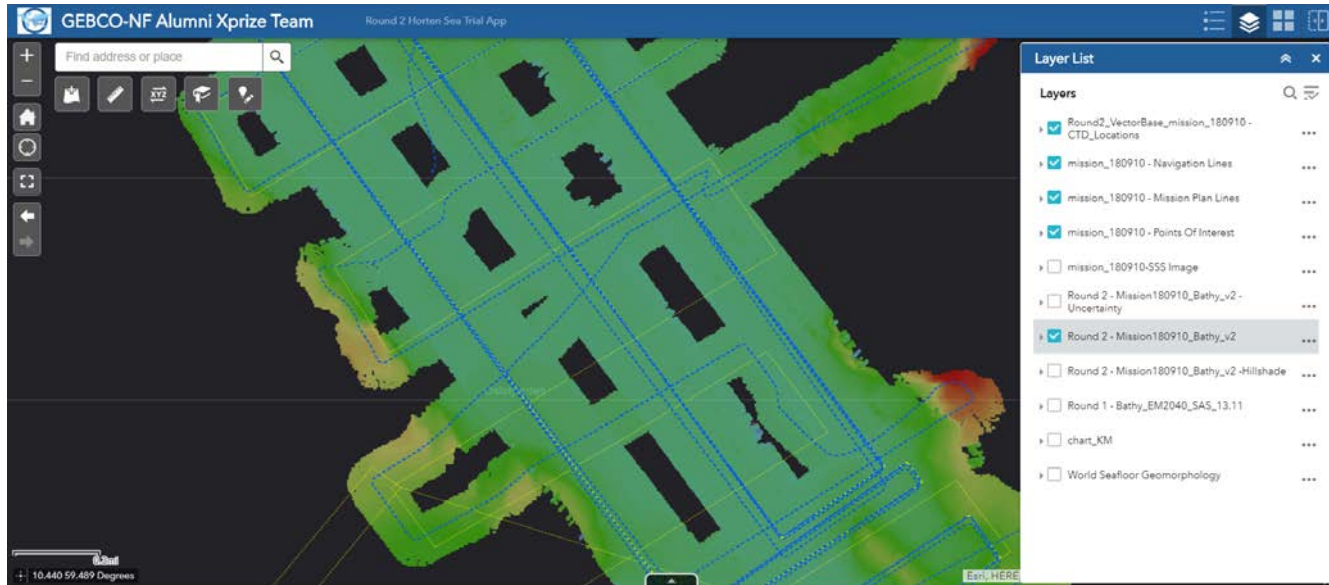 GEBCO-NF Alumni Xprize Team
Round 2 Horten Sea Trial App
Find address or place
XYZ
Layer List
Layers
Round2_VectorBase_mission_180910 -
CTD_Locations
mission_180910 - Navigation Lines
mission_180910 - Mission Plan Lines
mission_180910 - Points Of Interest
mission_180910-SSS Image
Round 2 - Mission180910_Bathy_v2 -
Uncertainty
Round 2 - Mission180910_Bathy_v2
Round 2 - Mission180910_Bathy_v2 -Hillshade
Round 1 - Bathy_EM2040_SAS_13.11
chart_KM
World Seafloor Geomorphology
10.440 59.489 Degrees
Esri, HERE